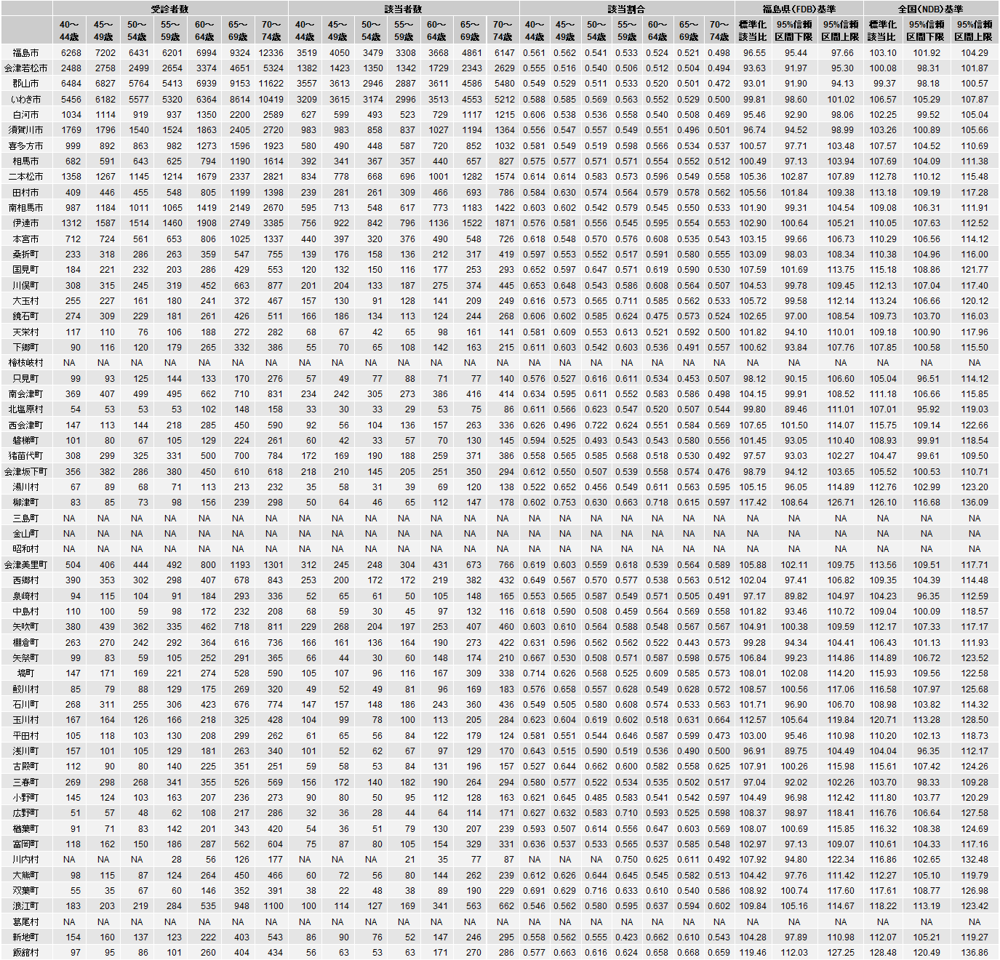 受診者数 該当者数 該当割合 福島県(FDB)基準 全国(NDB)基準
40～ 45～ 50～ 55～ 60～ 65～ 70～ 40～ 45～ 50～ 55～ 60～ 65～ 70～ 40～ 45～ 50～ 55～ 60～ 65～ 70～ 標準化 95%信頼 95%信頼 標準化 95%信頼 95%信頼
44歳 49歳 54歳 59歳 64歳 69歳 74歳 44歳 49歳 54歳 59歳 64歳 69歳 74歳 44歳 49歳 54歳 59歳 64歳 69歳 74歳 該当比 区間下限 区間上限 該当比 区間下限 区間上限
福島市 6268 7202 6431 6201 6994 9324 12336 3519 4050 3479 3308 3668 4861 6147 0.561 0.562 0.541 0.533 0.524 0.521 0.498 96.55 95.44 97.66 103.10 101.92 104.29
会津若松市 2488 2758 2499 2654 3374 4651 5324 1382 1423 1350 1342 1729 2343 2629 0.555 0.516 0.540 0.506 0.512 0.504 0.494 93.63 91.97 95.30 100.08 98.31 101.87
郡山市 6484 6827 5764 5413 6939 9153 11622 3557 3613 2946 2887 3611 4586 5480 0.549 0.529 0.511 0.533 0.520 0.501 0.472 93.01 91.90 94.13 99.37 98.18 100.57
いわき市 5456 6182 5577 5320 6364 8614 10419 3209 3615 3174 2996 3513 4553 5212 0.588 0.585 0.569 0.563 0.552 0.529 0.500 99.81 98.60 101.02 106.57 105.29 107.87
白河市 1034 1114 919 937 1350 2200 2589 627 599 493 523 729 1117 1215 0.606 0.538 0.536 0.558 0.540 0.508 0.469 95.46 92.90 98.06 102.25 99.52 105.04
須賀川市 1769 1796 1540 1524 1863 2405 2720 983 983 858 837 1027 1194 1364 0.556 0.547 0.557 0.549 0.551 0.496 0.501 96.74 94.52 98.99 103.26 100.89 105.66
喜多方市 999 892 863 982 1273 1596 1923 580 490 448 587 720 852 1032 0.581 0.549 0.519 0.598 0.566 0.534 0.537 100.57 97.71 103.48 107.57 104.52 110.69
相馬市 682 591 643 625 794 1190 1614 392 341 367 357 440 657 827 0.575 0.577 0.571 0.571 0.554 0.552 0.512 100.49 97.13 103.94 107.69 104.09 111.38
二本松市 1358 1267 1145 1214 1679 2337 2821 834 778 668 696 1001 1282 1574 0.614 0.614 0.583 0.573 0.596 0.549 0.558 105.36 102.87 107.89 112.78 110.12 115.48
田村市 409 446 455 548 805 1199 1398 239 281 261 309 466 693 786 0.584 0.630 0.574 0.564 0.579 0.578 0.562 105.56 101.84 109.38 113.18 109.19 117.28
南相馬市 987 1184 1011 1065 1419 2149 2670 595 713 548 617 773 1183 1422 0.603 0.602 0.542 0.579 0.545 0.550 0.533 101.90 99.31 104.54 109.08 106.31 111.91
伊達市 1312 1587 1514 1460 1908 2749 3385 756 922 842 796 1136 1522 1871 0.576 0.581 0.556 0.545 0.595 0.554 0.553 102.90 100.64 105.21 110.05 107.63 112.52
本宮市 712 724 561 653 806 1025 1337 440 397 320 376 490 548 726 0.618 0.548 0.570 0.576 0.608 0.535 0.543 103.15 99.66 106.73 110.29 106.56 114.12
桑折町 233 318 286 263 359 547 755 139 176 158 136 212 317 419 0.597 0.553 0.552 0.517 0.591 0.580 0.555 103.09 98.03 108.34 110.38 104.96 116.00
国見町 184 221 232 203 286 429 553 120 132 150 116 177 253 293 0.652 0.597 0.647 0.571 0.619 0.590 0.530 107.59 101.69 113.75 115.18 108.86 121.77
川俣町 308 315 245 319 452 663 877 201 204 133 187 275 374 445 0.653 0.648 0.543 0.586 0.608 0.564 0.507 104.53 99.78 109.45 112.13 107.04 117.40
大玉村 255 227 161 180 241 372 467 157 130 91 128 141 209 249 0.616 0.573 0.565 0.711 0.585 0.562 0.533 105.72 99.58 112.14 113.24 106.66 120.12
鏡石町 274 309 229 181 261 426 511 166 186 134 113 124 244 268 0.606 0.602 0.585 0.624 0.475 0.573 0.524 102.65 97.00 108.54 109.73 103.70 116.03
天栄村 117 110 76 106 188 272 282 68 67 42 65 98 161 141 0.581 0.609 0.553 0.613 0.521 0.592 0.500 101.82 94.10 110.01 109.18 100.90 117.96
下郷町 90 116 120 179 265 332 386 55 70 65 108 142 163 215 0.611 0.603 0.542 0.603 0.536 0.491 0.557 100.62 93.84 107.76 107.85 100.58 115.50
檜枝岐村 NA NA NA NA NA NA NA NA NA NA NA NA NA NA NA NA NA NA NA NA NA NA NA NA NA NA NA
只見町 99 93 125 144 133 170 276 57 49 77 88 71 77 140 0.576 0.527 0.616 0.611 0.534 0.453 0.507 98.12 90.15 106.60 105.04 96.51 114.12
南会津町 369 407 499 495 662 710 831 234 242 305 273 386 416 414 0.634 0.595 0.611 0.552 0.583 0.586 0.498 104.15 99.91 108.52 111.18 106.66 115.85
北塩原村 54 53 53 53 102 148 158 33 30 33 29 53 75 86 0.611 0.566 0.623 0.547 0.520 0.507 0.544 99.80 89.46 111.01 107.01 95.92 119.03
西会津町 147 113 144 218 285 450 590 92 56 104 136 157 263 336 0.626 0.496 0.722 0.624 0.551 0.584 0.569 107.65 101.50 114.07 115.75 109.14 122.66
磐梯町 101 80 67 105 129 224 261 60 42 33 57 70 130 145 0.594 0.525 0.493 0.543 0.543 0.580 0.556 101.45 93.05 110.40 108.93 99.91 118.54
猪苗代町 308 299 325 331 500 700 784 172 169 190 188 259 371 386 0.558 0.565 0.585 0.568 0.518 0.530 0.492 97.57 93.03 102.27 104.47 99.61 109.50
会津坂下町 356 382 286 380 450 610 618 218 210 145 205 251 350 294 0.612 0.550 0.507 0.539 0.558 0.574 0.476 98.79 94.12 103.65 105.52 100.53 110.71
湯川村 67 89 68 71 113 213 232 35 58 31 39 69 120 138 0.522 0.652 0.456 0.549 0.611 0.563 0.595 105.15 96.05 114.89 112.76 102.99 123.20
柳津町 83 85 73 98 156 239 298 50 64 46 65 112 147 178 0.602 0.753 0.630 0.663 0.718 0.615 0.597 117.42 108.64 126.71 126.10 116.68 136.09
三島町 NA NA NA NA NA NA NA NA NA NA NA NA NA NA NA NA NA NA NA NA NA NA NA NA NA NA NA
金山町 NA NA NA NA NA NA NA NA NA NA NA NA NA NA NA NA NA NA NA NA NA NA NA NA NA NA NA
昭和村 NA NA NA NA NA NA NA NA NA NA NA NA NA NA NA NA NA NA NA NA NA NA NA NA NA NA NA
会津美里町 504 406 444 492 800 1193 1301 312 245 248 304 431 673 766 0.619 0.603 0.559 0.618 0.539 0.564 0.589 105.88 102.11 109.75 113.56 109.51 117.71
西郷村 390 353 302 298 407 678 843 253 200 172 172 219 382 432 0.649 0.567 0.570 0.577 0.538 0.563 0.512 102.04 97.41 106.82 109.35 104.39 114.48
泉崎村 94 115 104 91 184 293 336 52 65 61 50 105 148 165 0.553 0.565 0.587 0.549 0.571 0.505 0.491 97.17 89.82 104.97 104.23 96.35 112.59
中島村 110 100 59 98 172 232 208 68 59 30 45 97 132 116 0.618 0.590 0.508 0.459 0.564 0.569 0.558 101.82 93.46 110.72 109.04 100.09 118.57
矢吹町 380 439 362 335 462 718 811 229 268 204 197 253 407 460 0.603 0.610 0.564 0.588 0.548 0.567 0.567 104.91 100.38 109.59 112.17 107.33 117.17
棚倉町 263 270 242 292 364 616 736 166 161 136 164 190 273 422 0.631 0.596 0.562 0.562 0.522 0.443 0.573 99.28 94.34 104.41 106.43 101.13 111.93
矢祭町 99 83 59 105 252 291 365 66 44 30 60 148 174 210 0.667 0.530 0.508 0.571 0.587 0.598 0.575 106.84 99.23 114.86 114.89 106.72 123.52
塙町 147 171 169 221 274 528 590 105 107 96 116 167 309 338 0.714 0.626 0.568 0.525 0.609 0.585 0.573 108.01 102.08 114.20 115.93 109.56 122.58
鮫川村 85 79 88 129 175 269 320 49 52 49 81 96 169 183 0.576 0.658 0.557 0.628 0.549 0.628 0.572 108.57 100.56 117.06 116.58 107.97 125.68
石川町 268 311 255 306 423 676 774 147 157 148 186 243 360 436 0.549 0.505 0.580 0.608 0.574 0.533 0.563 101.71 96.90 106.70 108.98 103.82 114.32
玉川村 167 164 126 166 218 325 428 104 99 78 100 113 205 284 0.623 0.604 0.619 0.602 0.518 0.631 0.664 112.57 105.64 119.84 120.71 113.28 128.50
平田村 105 118 103 130 208 299 262 61 65 56 84 122 179 124 0.581 0.551 0.544 0.646 0.587 0.599 0.473 103.00 95.46 110.98 110.20 102.13 118.73
浅川町 157 101 105 129 181 263 340 101 52 62 67 97 129 170 0.643 0.515 0.590 0.519 0.536 0.490 0.500 96.91 89.75 104.49 104.04 96.35 112.17
古殿町 112 90 80 140 225 351 251 59 58 53 84 131 196 157 0.527 0.644 0.662 0.600 0.582 0.558 0.625 107.91 100.26 115.98 115.61 107.42 124.26
三春町 269 298 268 341 355 526 569 156 172 140 182 190 264 294 0.580 0.577 0.522 0.534 0.535 0.502 0.517 97.04 92.02 102.26 103.70 98.33 109.28
小野町 145 124 103 163 207 236 273 90 80 50 95 112 128 163 0.621 0.645 0.485 0.583 0.541 0.542 0.597 104.49 96.98 112.42 111.80 103.77 120.29
広野町 51 57 48 62 108 217 286 32 36 28 44 64 114 171 0.627 0.632 0.583 0.710 0.593 0.525 0.598 108.37 98.97 118.41 116.76 106.64 127.58
楢葉町 91 71 83 142 201 343 420 54 36 51 79 130 207 239 0.593 0.507 0.614 0.556 0.647 0.603 0.569 108.07 100.69 115.85 116.32 108.38 124.69
富岡町 118 162 150 186 287 562 604 75 87 80 105 154 329 331 0.636 0.537 0.533 0.565 0.537 0.585 0.548 102.97 97.13 109.07 110.61 104.33 117.16
川内村 NA NA NA 28 56 126 177 NA NA NA 21 35 77 87 NA NA NA 0.750 0.625 0.611 0.492 107.92 94.80 122.34 116.86 102.65 132.48
大熊町 98 115 87 124 264 450 466 60 72 56 80 144 262 239 0.612 0.626 0.644 0.645 0.545 0.582 0.513 104.42 97.76 111.42 112.27 105.10 119.79
双葉町 55 35 67 60 146 352 391 38 22 48 38 89 190 229 0.691 0.629 0.716 0.633 0.610 0.540 0.586 108.92 100.74 117.60 117.61 108.77 126.98
浪江町 183 203 219 284 535 948 1100 100 114 127 169 341 563 662 0.546 0.562 0.580 0.595 0.637 0.594 0.602 109.84 105.16 114.67 118.22 113.19 123.42
葛尾村 NA NA NA NA NA NA NA NA NA NA NA NA NA NA NA NA NA NA NA NA NA NA NA NA NA NA NA
新地町 154 160 137 123 222 403 543 86 90 76 52 147 246 295 0.558 0.562 0.555 0.423 0.662 0.610 0.543 104.28 97.89 110.98 112.07 105.21 119.27
飯舘村 97 95 86 101 260 404 434 56 63 53 63 171 270 286 0.577 0.663 0.616 0.624 0.658 0.668 0.659 119.46 112.03 127.25 128.48 120.49 136.86